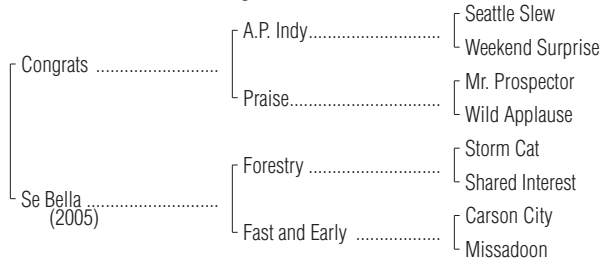 Seattle Slew
A.P. Indy..............................
Weekend Surprise
Congrats ............................
Mr. Prospector
Praise...................................
Wild Applause
Storm Cat
Forestry ..............................
Shared Interest
Se Bella ..............................
(2005)
Carson City
Fast and Early ...................
Missadoon